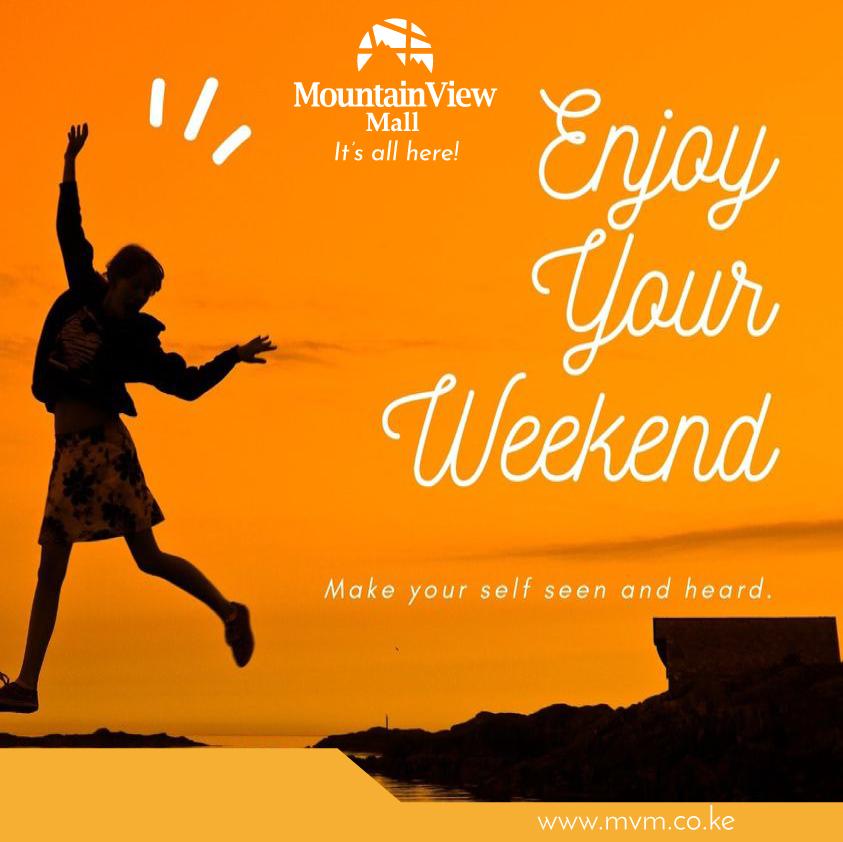 MountainView
Mall
It's all here!
Enjoy
Your
Weekend
Make your self seen and heard.
www.mvm.co.ke